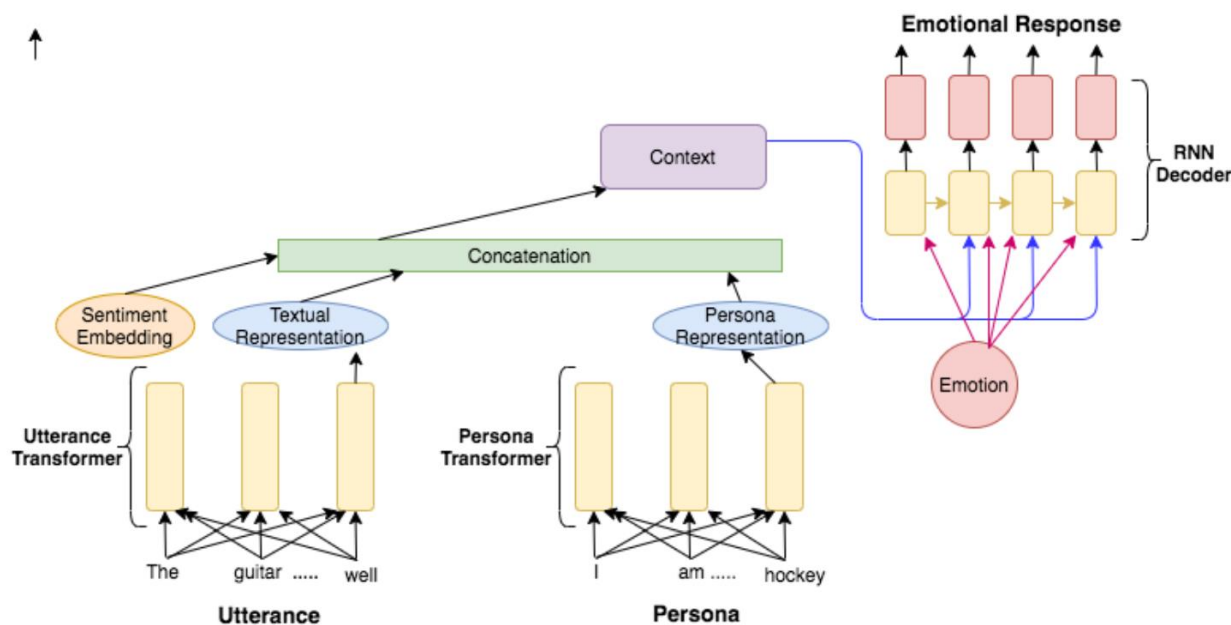 Emotional Response
Context
RNN
Decoder
Concatenation
Sentiment
Embedding
Textual
Representation
Persona
Representation
Emotion
Utterance
Transformer
Persona
Transformer
The guitar ..... well
I am ..... hockey
Utterance
Persona